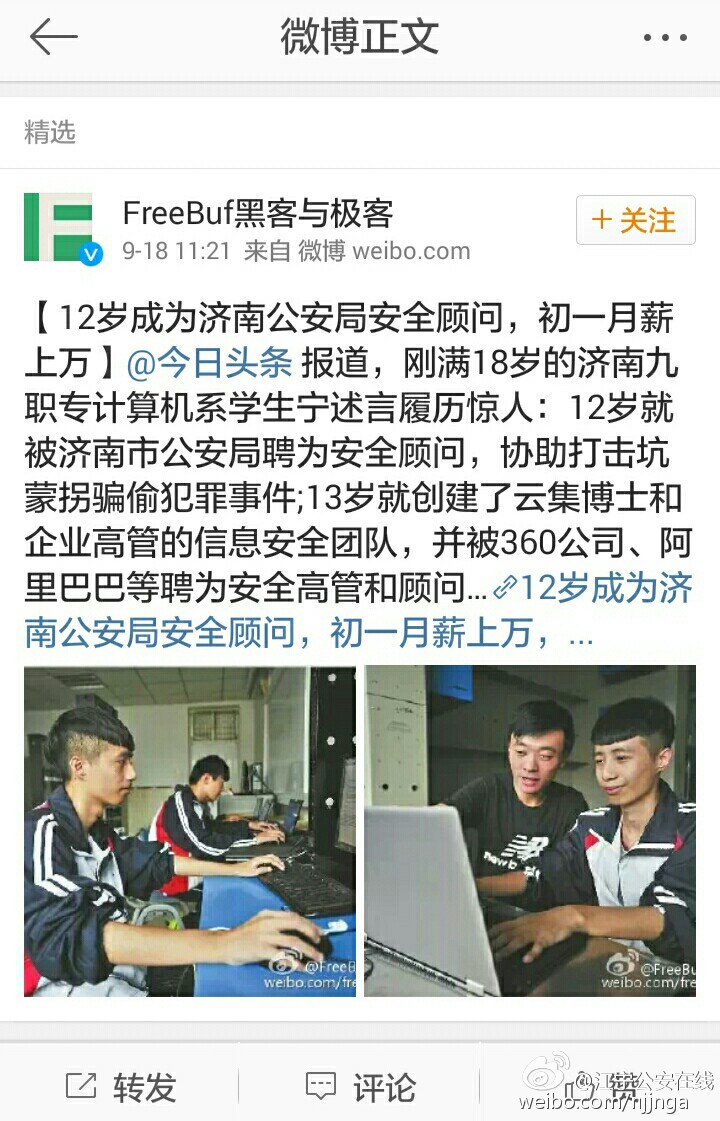 微博正文
精选
FreeBuf黑客与极客
+ 关注
9-18 11:21 来自 微博 weibo.com
【12岁成为济南公安局安全顾问，初一月薪
上万】@今日头条 报道，刚满18岁的济南九
职专计算机系学生宁述言履历惊人：12岁就
被济南市公安局聘为安全顾问，协助打击坑
蒙拐骗偷犯罪事件;13岁就创建了云集博士和
企业高管的信息安全团队，并被360公司、阿
里巴巴等聘为安全高管和顾问...12岁成为济
南公安局安全顾问，初一月薪上万，...
new balance
@FreeB
weibo.com/fre
@FreeBu
weibo.com/fre
转发
评论
赞
@江宁公安在线
weibo.com/njjnga